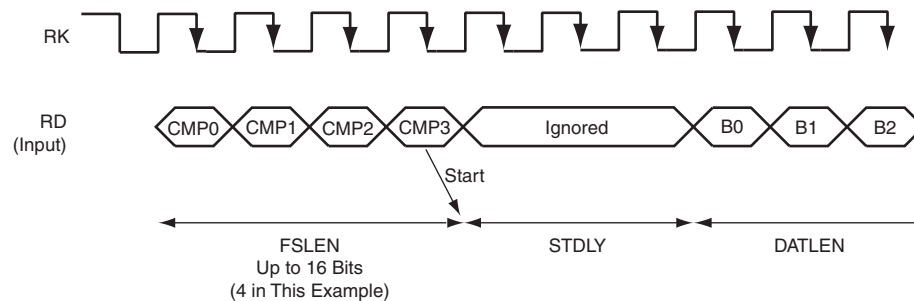 RK
RD
(Input)
CMP0 CMP1 CMP2 CMP3 Ignored B0 B1 B2
Start
FSLEN
Up to 16 Bits
(4 in This Example)
STDLY
DATLEN